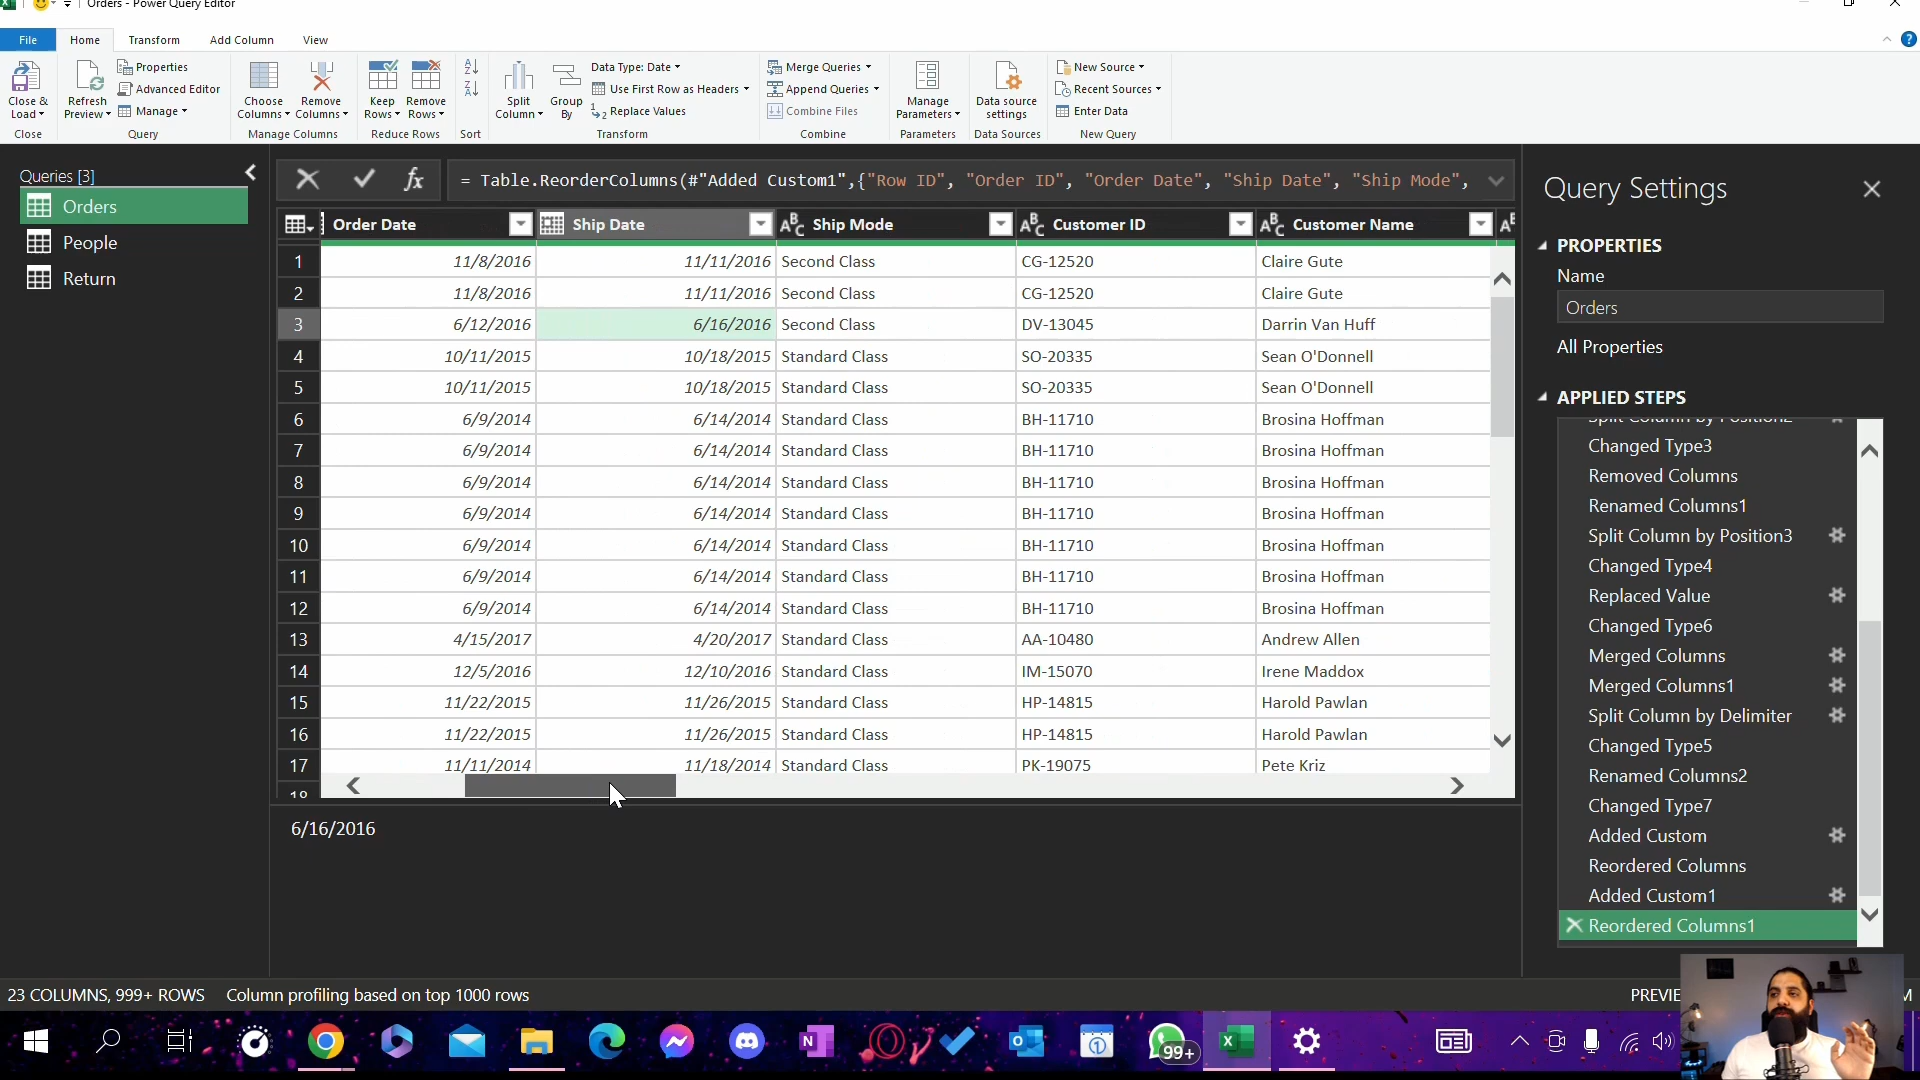 Orders - Power Query Editor
File Home Transform Add Column View
Close & Load
Close
Refresh Preview
Properties
Advanced Editor
Manage
Query
Choose Columns
Remove Columns
Manage Columns
Keep Rows
Remove Rows
Reduce Rows
Sort
Split Column
Group By
Data Type: Date
Use First Row as Headers
Replace Values
Transform
Merge Queries
Append Queries
Combine Files
Combine
Manage Parameters
Parameters
Data source settings
Data Sources
New Source
Recent Sources
Enter Data
New Query
Queries [3]
Orders
People
Return
fx = Table.ReorderColumns(#"Added Custom1",{"Row ID", "Order ID", "Order Date", "Ship Date", "Ship Mode",
Order Date Ship Date ABC Ship Mode ABC Customer ID ABC Customer Name
1 11/8/2016 11/11/2016 Second Class CG-12520 Claire Gute
2 11/8/2016 11/11/2016 Second Class CG-12520 Claire Gute
3 6/12/2016 6/16/2016 Second Class DV-13045 Darrin Van Huff
4 10/11/2015 10/18/2015 Standard Class SO-20335 Sean O'Donnell
5 10/11/2015 10/18/2015 Standard Class SO-20335 Sean O'Donnell
6 6/9/2014 6/14/2014 Standard Class BH-11710 Brosina Hoffman
7 6/9/2014 6/14/2014 Standard Class BH-11710 Brosina Hoffman
8 6/9/2014 6/14/2014 Standard Class BH-11710 Brosina Hoffman
9 6/9/2014 6/14/2014 Standard Class BH-11710 Brosina Hoffman
10 6/9/2014 6/14/2014 Standard Class BH-11710 Brosina Hoffman
11 6/9/2014 6/14/2014 Standard Class BH-11710 Brosina Hoffman
12 6/9/2014 6/14/2014 Standard Class BH-11710 Brosina Hoffman
13 4/15/2017 4/20/2017 Standard Class AA-10480 Andrew Allen
14 12/5/2016 12/10/2016 Standard Class IM-15070 Irene Maddox
15 11/22/2015 11/26/2015 Standard Class HP-14815 Harold Pawlan
16 11/22/2015 11/26/2015 Standard Class HP-14815 Harold Pawlan
17 11/11/2014 11/18/2014 Standard Class PK-19075 Pete Kriz
18
6/16/2016
Query Settings
PROPERTIES
Name
Orders
All Properties
APPLIED STEPS
Split Column by Position2
Changed Type3
Removed Columns
Renamed Columns1
Split Column by Position3
Changed Type4
Replaced Value
Changed Type6
Merged Columns
Merged Columns1
Split Column by Delimiter
Changed Type5
Renamed Columns2
Changed Type7
Added Custom
Reordered Columns
Added Custom1
Reordered Columns1
23 COLUMNS, 999+ ROWS Column profiling based on top 1000 rows
PREVIE
M
99+